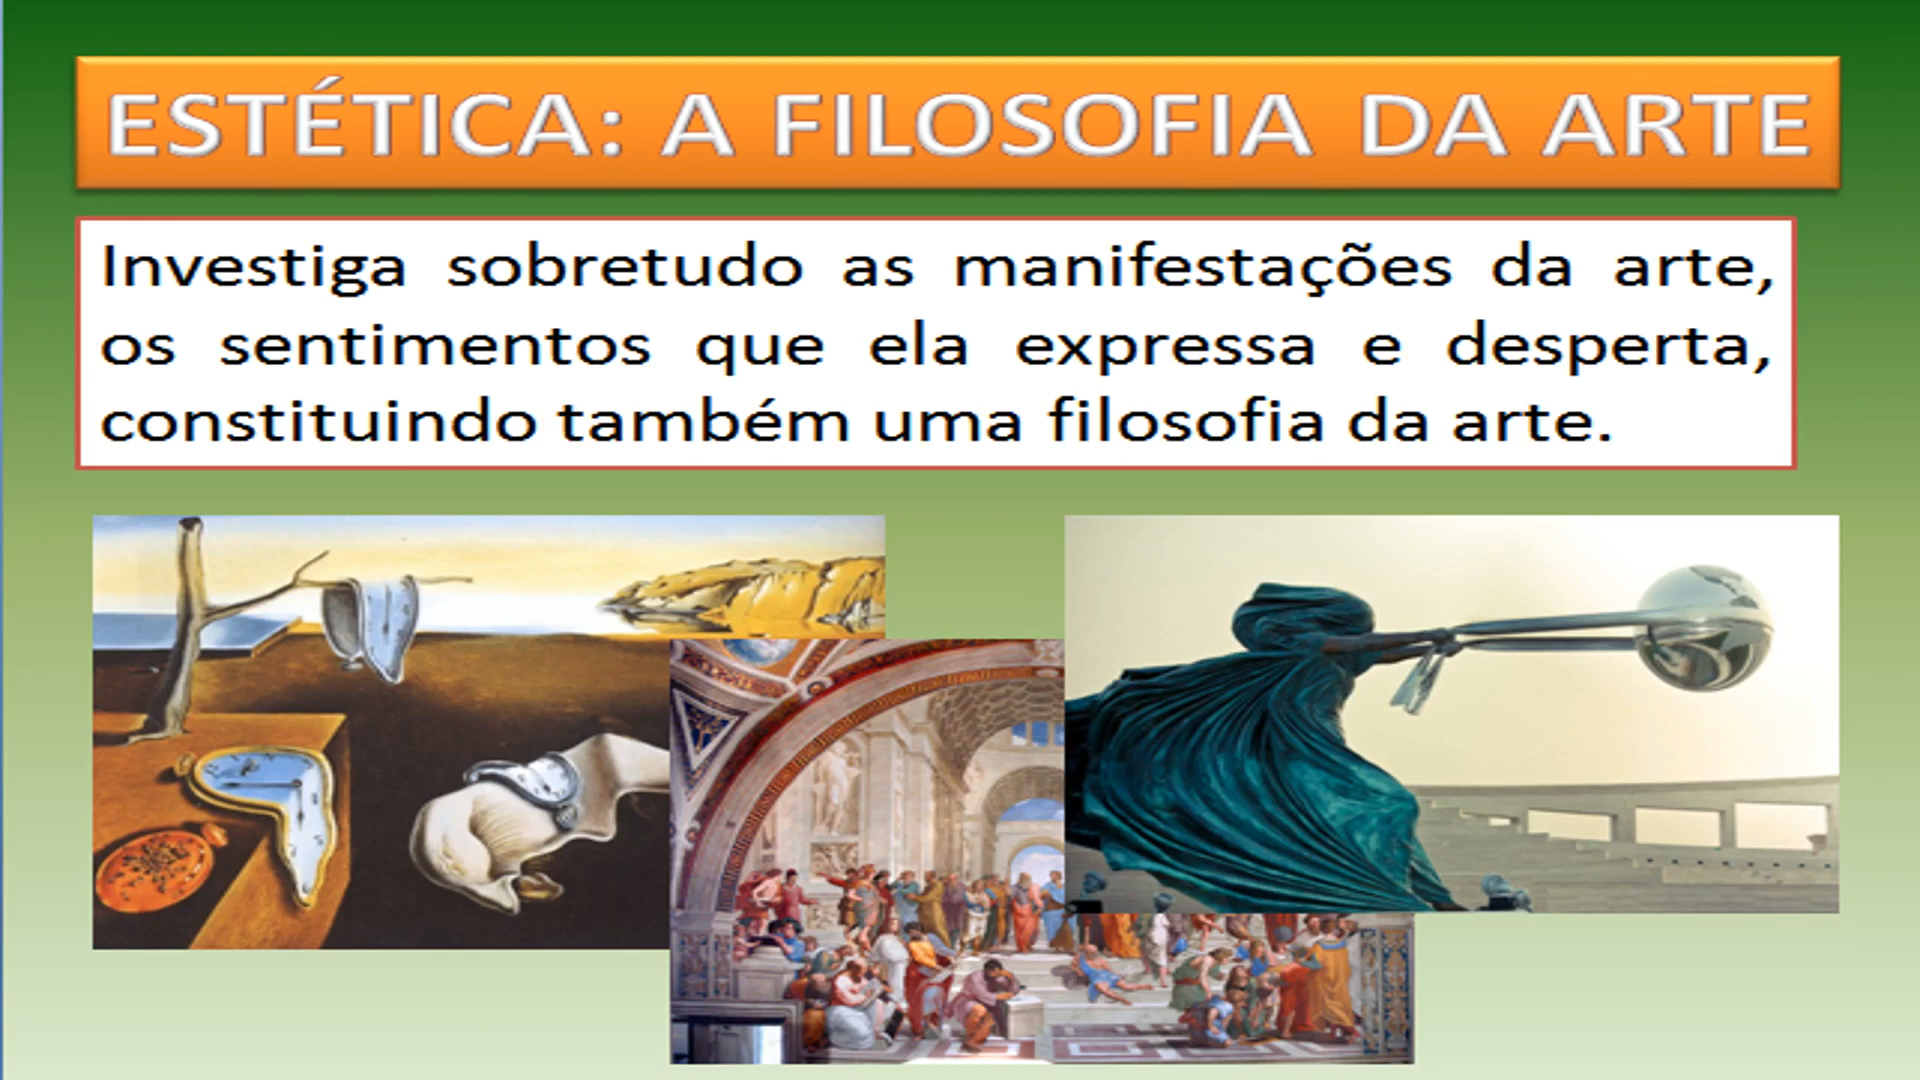 ESTÉTICA: A FILOSOFIA DA ARTE
Investiga sobretudo as manifestações da arte,
os sentimentos que ela expressa e desperta,
constituindo também uma filosofia da arte.